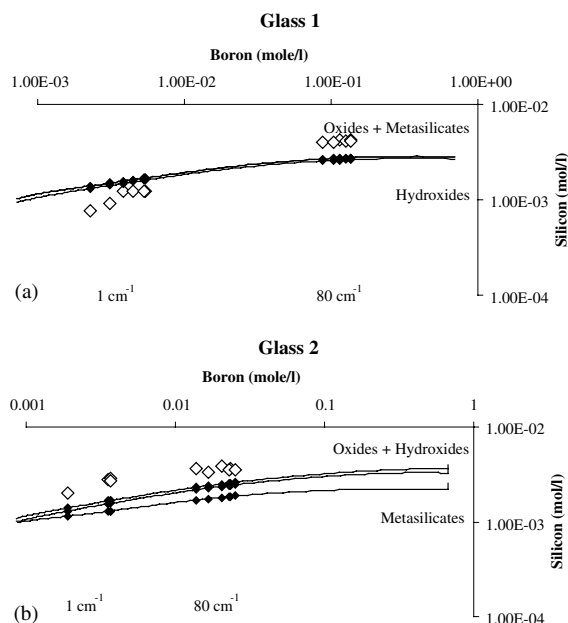 Glass 1
Boron (mole/l)
1.00E-03 1.00E-02 1.00E-01 1.00E+00
1.00E-02
Oxides + Metasilicates
Hydroxides
1.00E-03
Silicon (mol/l)
(a)
1 cm⁻¹ 80 cm⁻¹
1.00E-04
Glass 2
Boron (mole/l)
0.001 0.01 0.1 1
1.00E-02
Oxides + Hydroxides
Metasilicates
1.00E-03
Silicon (mol/l)
(b)
1 cm⁻¹ 80 cm⁻¹
1.00E-04